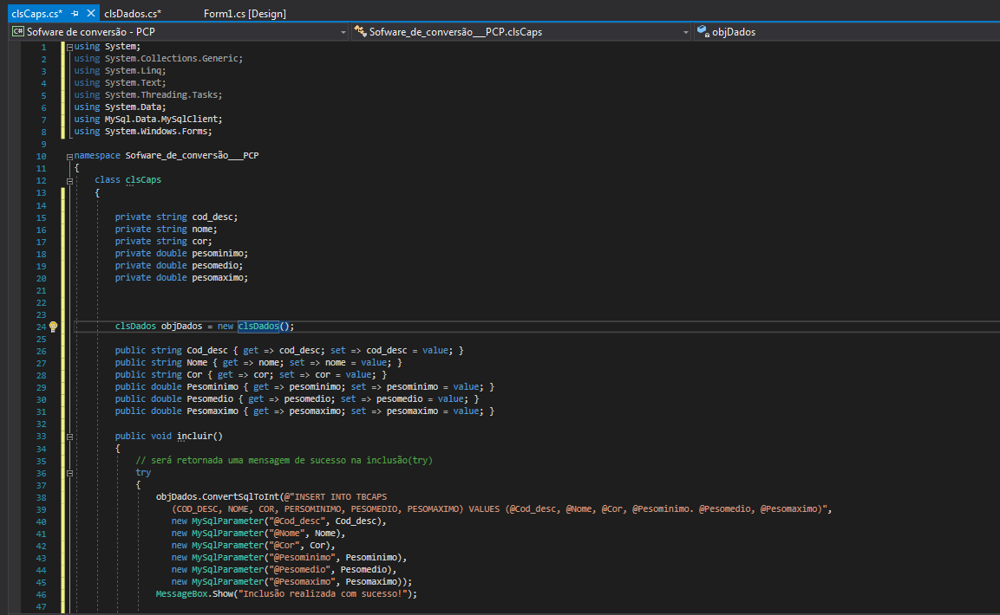 clsCaps.cs* clsDados.cs* Form1.cs [Design]
C# Sofware de conversão - PCP Sofware_de_conversão___PCP.clsCaps objDados
1 using System;
2 using System.Collections.Generic;
3 using System.Linq;
4 using System.Text;
5 using System.Threading.Tasks;
6 using System.Data;
7 using MySql.Data.MySqlClient;
8 using System.Windows.Forms;
9
10 namespace Sofware_de_conversão___PCP
11 {
12 class clsCaps
13 {
14
15 private string cod_desc;
16 private string nome;
17 private string cor;
18 private double pesominimo;
19 private double pesomedio;
20 private double pesomaximo;
21
22
23
24 clsDados objDados = new clsDados();
25
26 public string Cod_desc { get => cod_desc; set => cod_desc = value; }
27 public string Nome { get => nome; set => nome = value; }
28 public string Cor { get => cor; set => cor = value; }
29 public double Pesominimo { get => pesominimo; set => pesominimo = value; }
30 public double Pesomedio { get => pesomedio; set => pesomedio = value; }
31 public double Pesomaximo { get => pesomaximo; set => pesomaximo = value; }
32
33 public void incluir()
34 {
35 // será retornada uma mensagem de sucesso na inclusão(try)
36 try
37 {
38 objDados.ConvertSqlToInt(@"INSERT INTO TBCAPS
39 (COD_DESC, NOME, COR, PERSOMINIMO, PESOMEDIO, PESOMAXIMO) VALUES (@Cod_desc, @Nome, @Cor, @Pesominimo. @Pesomedio, @Pesomaximo)",
40 new MySqlParameter("@Cod_desc", Cod_desc),
41 new MySqlParameter("@Nome", Nome),
42 new MySqlParameter("@Cor", Cor),
43 new MySqlParameter("@Pesominimo", Pesominimo),
44 new MySqlParameter("@Pesomedio", Pesomedio),
45 new MySqlParameter("@Pesomaximo", Pesomaximo));
46 MessageBox.Show("Inclusão realizada com sucesso!");
47